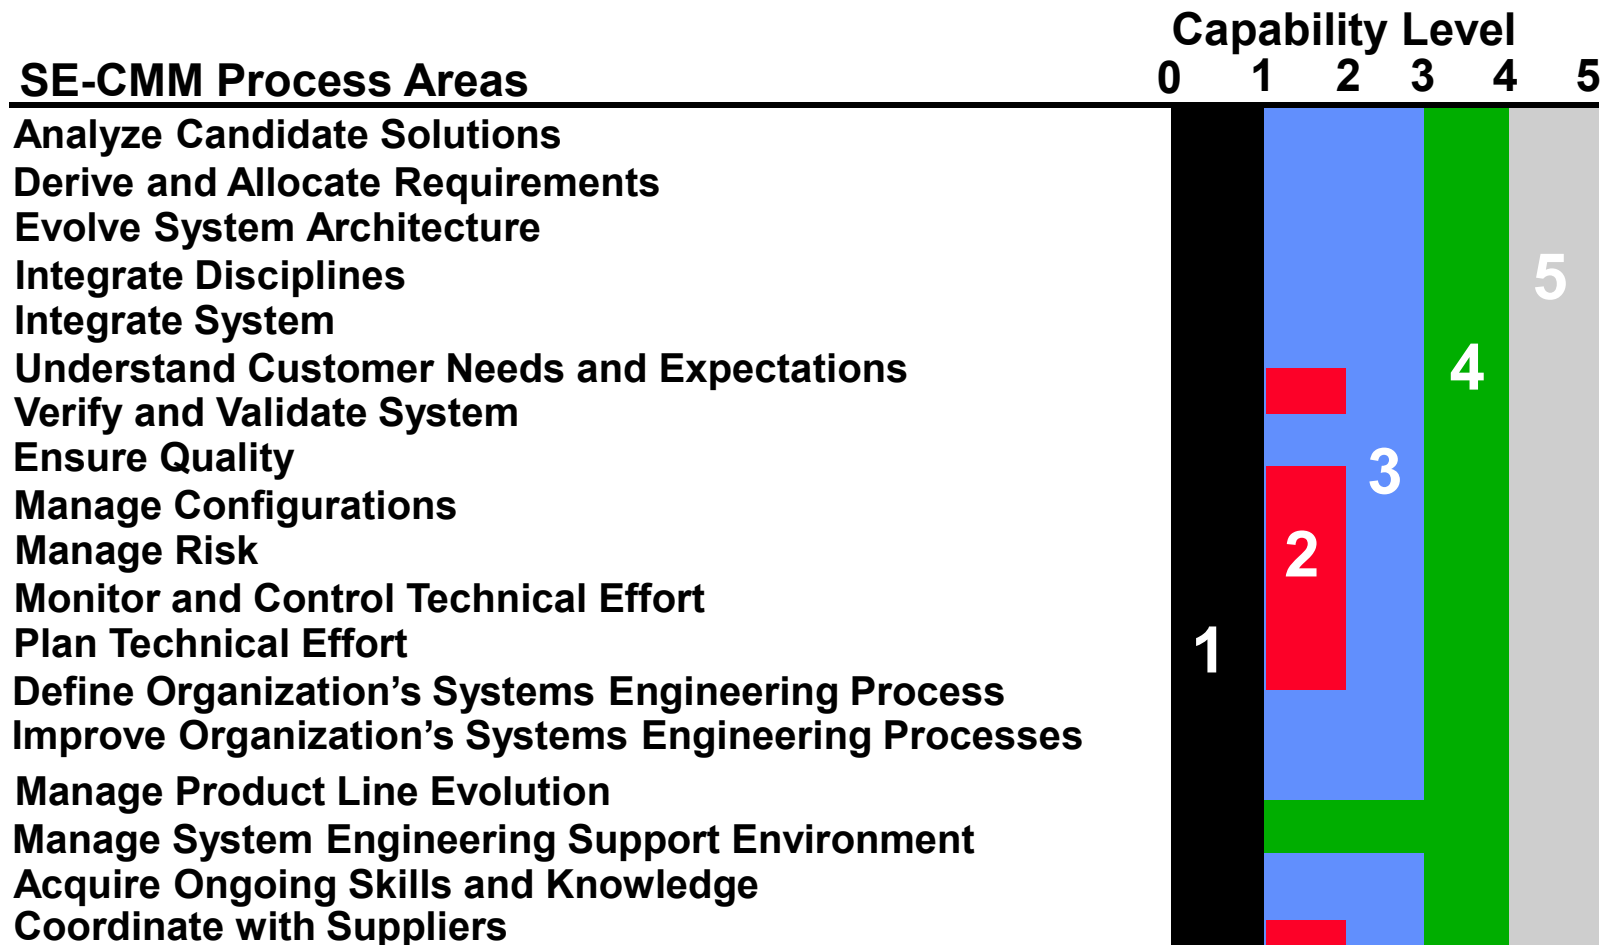 Capability Level
SE-CMM Process Areas
0 1 2 3 4 5
Analyze Candidate Solutions
Derive and Allocate Requirements
Evolve System Architecture
Integrate Disciplines
5
Integrate System
Understand Customer Needs and Expectations
4
Verify and Validate System
Ensure Quality
3
Manage Configurations
Manage Risk
2
Monitor and Control Technical Effort
Plan Technical Effort
1
Define Organization’s Systems Engineering Process
Improve Organization’s Systems Engineering Processes
Manage Product Line Evolution
Manage System Engineering Support Environment
Acquire Ongoing Skills and Knowledge
Coordinate with Suppliers